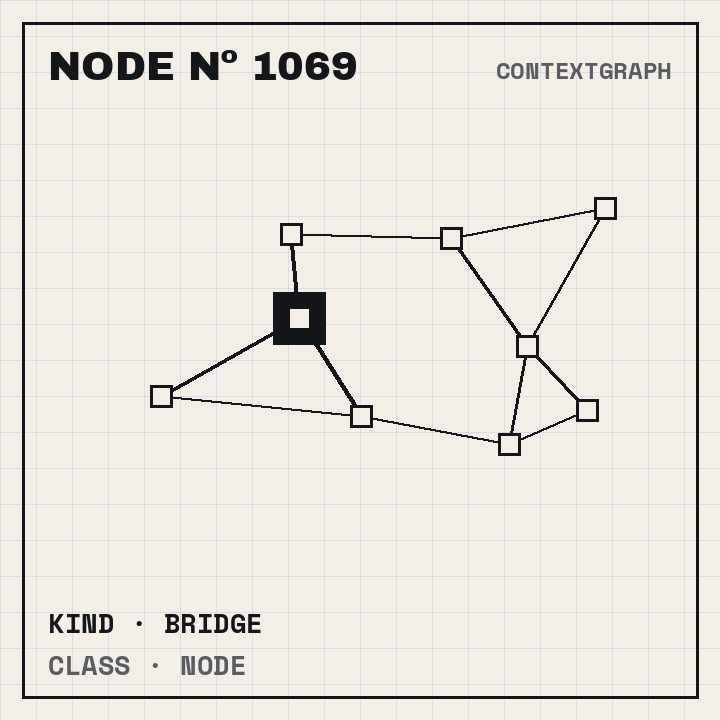 NODE Nº 1069
CONTEXTGRAPH
KIND · BRIDGE
CLASS · NODE